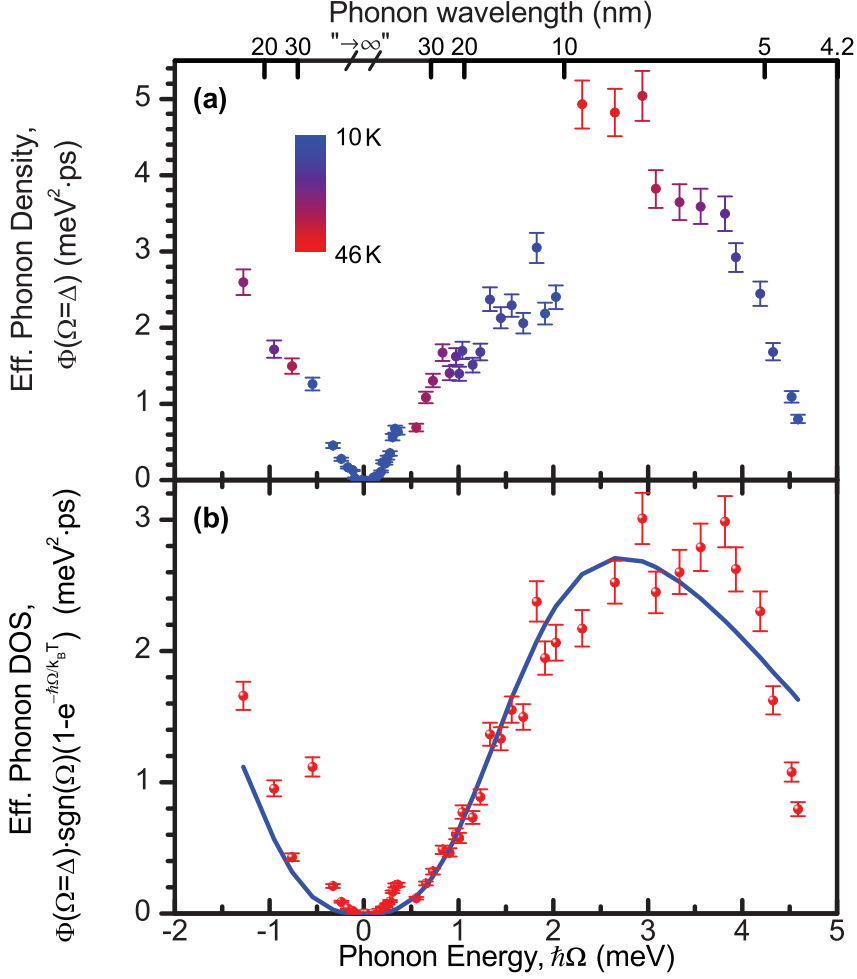 Phonon wavelength (nm)
20 30 "→∞" 30 20 10 5 4.2
(a)
5
4
3
2
1
0
10 K
46 K
Eff. Phonon Density,
Φ(Ω=Δ) (meV²·ps)
(b)
3
2
1
0
Eff. Phonon DOS,
Φ(Ω=Δ)·sgn(Ω)(1-e^{-ℏΩ/k_BT}) (meV²·ps)
-2 -1 0 1 2 3 4 5
Phonon Energy, ℏΩ (meV)